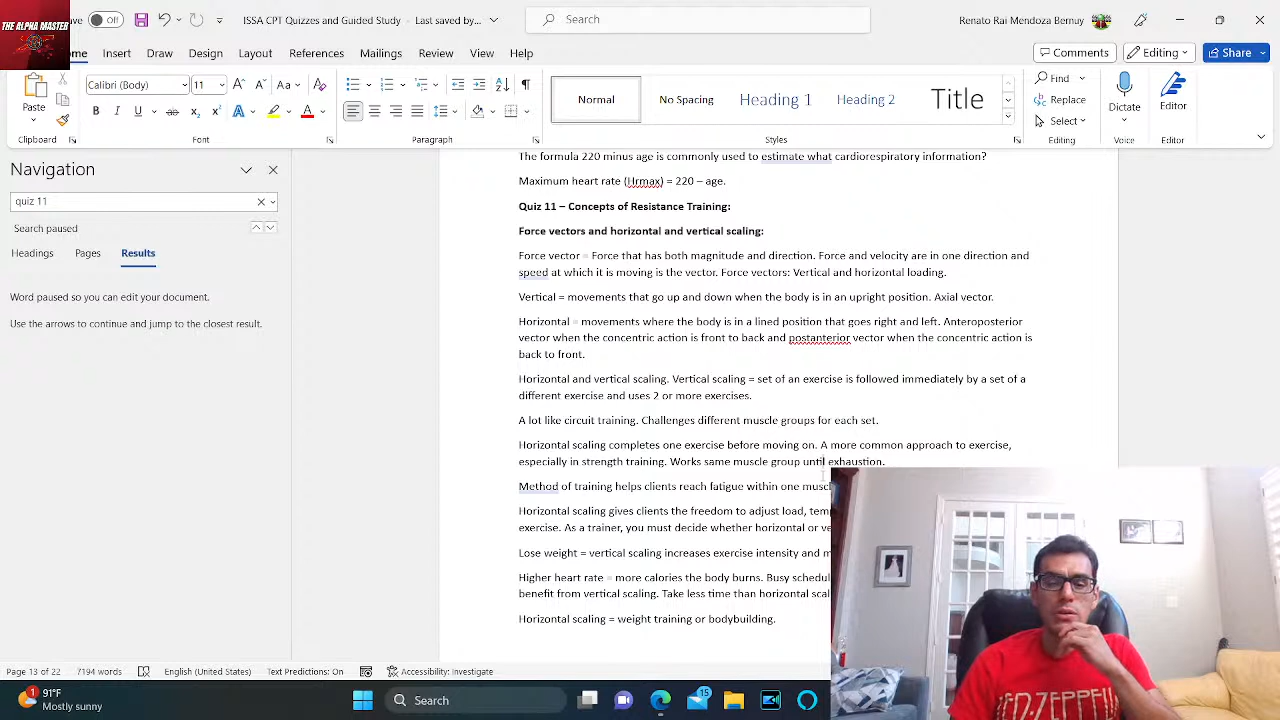 THE ALPHA MASTER
Off
ISSA CPT Quizzes and Guided Study - Last saved by...
Search
Renato Rai Mendoza Bernuy
Insert
Draw
Design
Layout
References
Mailings
Review
View
Help
Comments
Editing
Share
Paste
Calibri (Body)
11
Normal
No Spacing
Heading 1
Heading 2
Title
Find
Replace
Select
Dictate
Editor
Clipboard
Font
Paragraph
Styles
Editing
Voice
Editor
Navigation
quiz 11
Search paused
Headings
Pages
Results
Word paused so you can edit your document.
Use the arrows to continue and jump to the closest result.
The formula 220 minus age is commonly used to estimate what cardiorespiratory information?
Maximum heart rate (Hrmax) = 220 – age.
Quiz 11 – Concepts of Resistance Training:
Force vectors and horizontal and vertical scaling:
Force vector = Force that has both magnitude and direction. Force and velocity are in one direction and
speed at which it is moving is the vector. Force vectors: Vertical and horizontal loading.
Vertical = movements that go up and down when the body is in an upright position. Axial vector.
Horizontal = movements where the body is in a lined position that goes right and left. Anteroposterior
vector when the concentric action is front to back and postanterior vector when the concentric action is
back to front.
Horizontal and vertical scaling. Vertical scaling = set of an exercise is followed immediately by a set of a
different exercise and uses 2 or more exercises.
A lot like circuit training. Challenges different muscle groups for each set.
Horizontal scaling completes one exercise before moving on. A more common approach to exercise,
especially in strength training. Works same muscle group until exhaustion.
Method of training helps clients reach fatigue within one
Horizontal scaling gives clients the freedom to adjust load,
exercise. As a trainer, you must decide whether horizontal or
Lose weight = vertical scaling increases exercise intensity and
Higher heart rate = more calories the body burns. Busy
benefit from vertical scaling. Take less time than horizontal
Horizontal scaling = weight training or bodybuilding.
Page 13 of 22
7194 words
English (United States)
Text Predictions: On
Accessibility: Investigate
1
91°F
Mostly sunny
Search
15